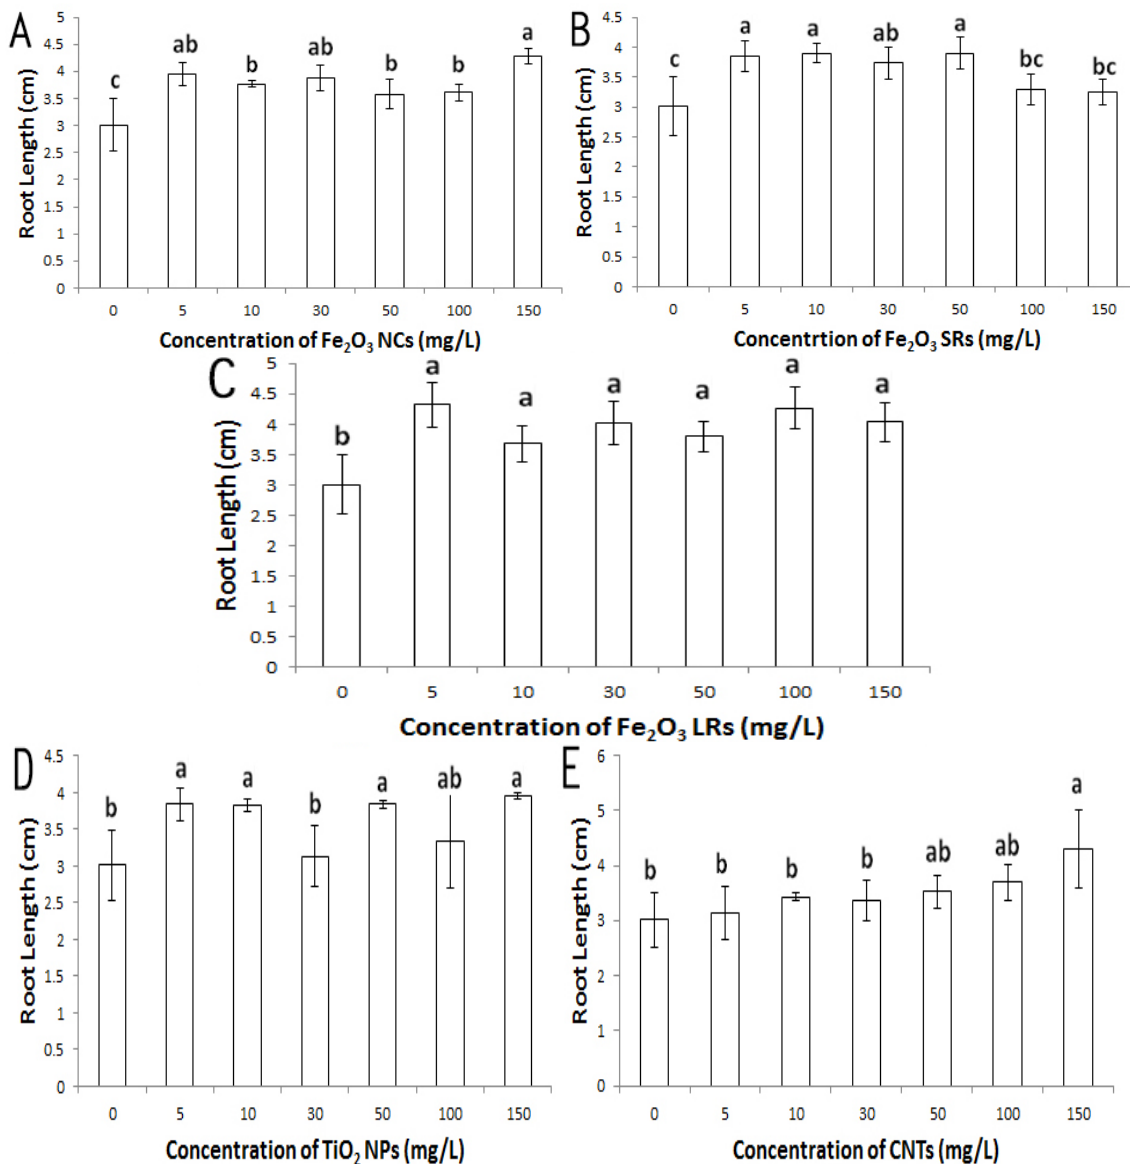 A
Root Length (cm)
5
4.5
4
3.5
3
2.5
2
1.5
1
0.5
0
c
ab
b
ab
b
b
a
0 5 10 30 50 100 150
Concentration of Fe₂O₃ NCs (mg/L)
B
Root Length (cm)
4.5
4
3.5
3
2.5
2
1.5
1
0.5
0
c
a
a
ab
a
bc
bc
0 5 10 30 50 100 150
Concentrtion of Fe₂O₃ SRs (mg/L)
C
Root Length (cm)
5
4.5
4
3.5
3
2.5
2
1.5
1
0.5
0
b
a
a
a
a
a
a
0 5 10 30 50 100 150
Concentration of Fe₂O₃ LRs (mg/L)
D
Root Length (cm)
4.5
4
3.5
3
2.5
2
1.5
1
0.5
0
b
a
a
b
a
ab
a
0 5 10 30 50 100 150
Concentration of TiO₂ NPs (mg/L)
E
Root Length (cm)
6
5
4
3
2
1
0
b
b
b
b
ab
ab
a
0 5 10 30 50 100 150
Concentration of CNTs (mg/L)